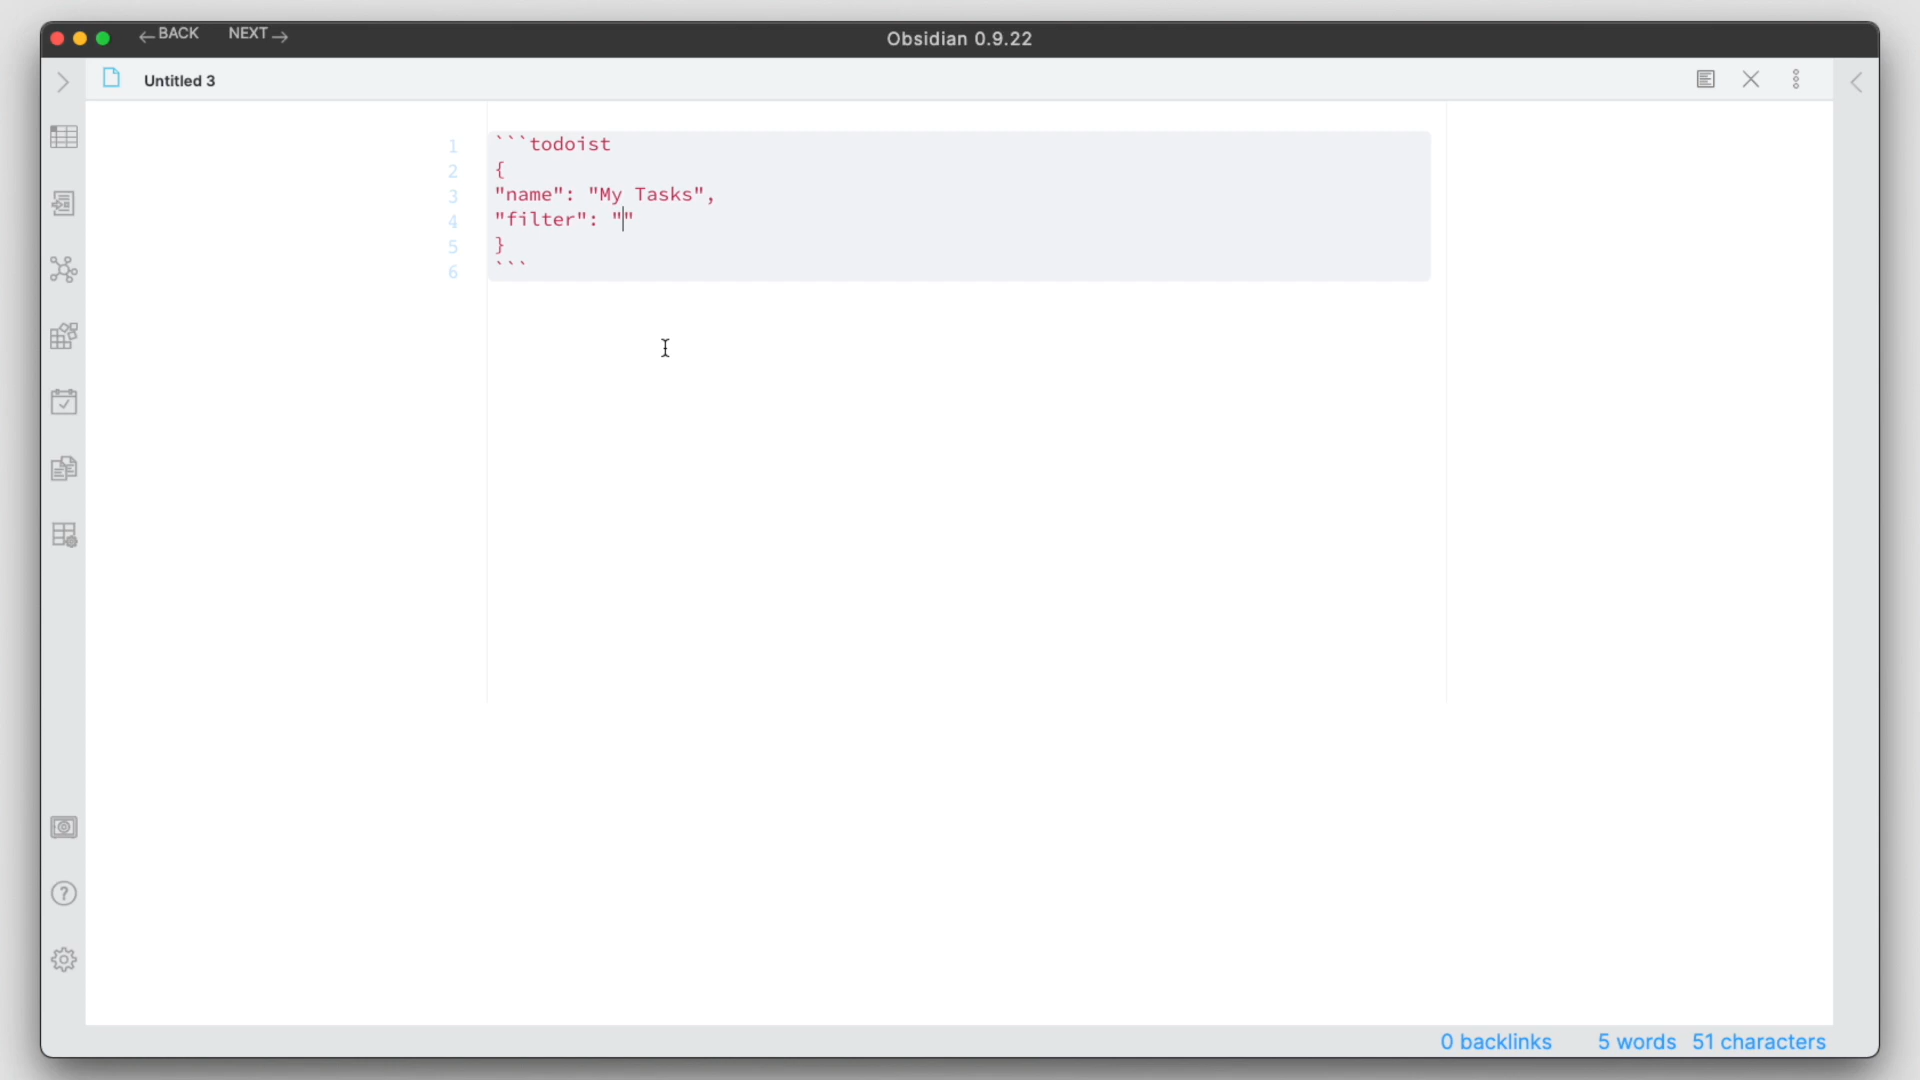 ←BACK NEXT→
Obsidian 0.9.22
Untitled 3
1 ```todoist
2 {
3 "name": "My Tasks",
4 "filter": ""
5 }
6 ```
0 backlinks 5 words 51 characters